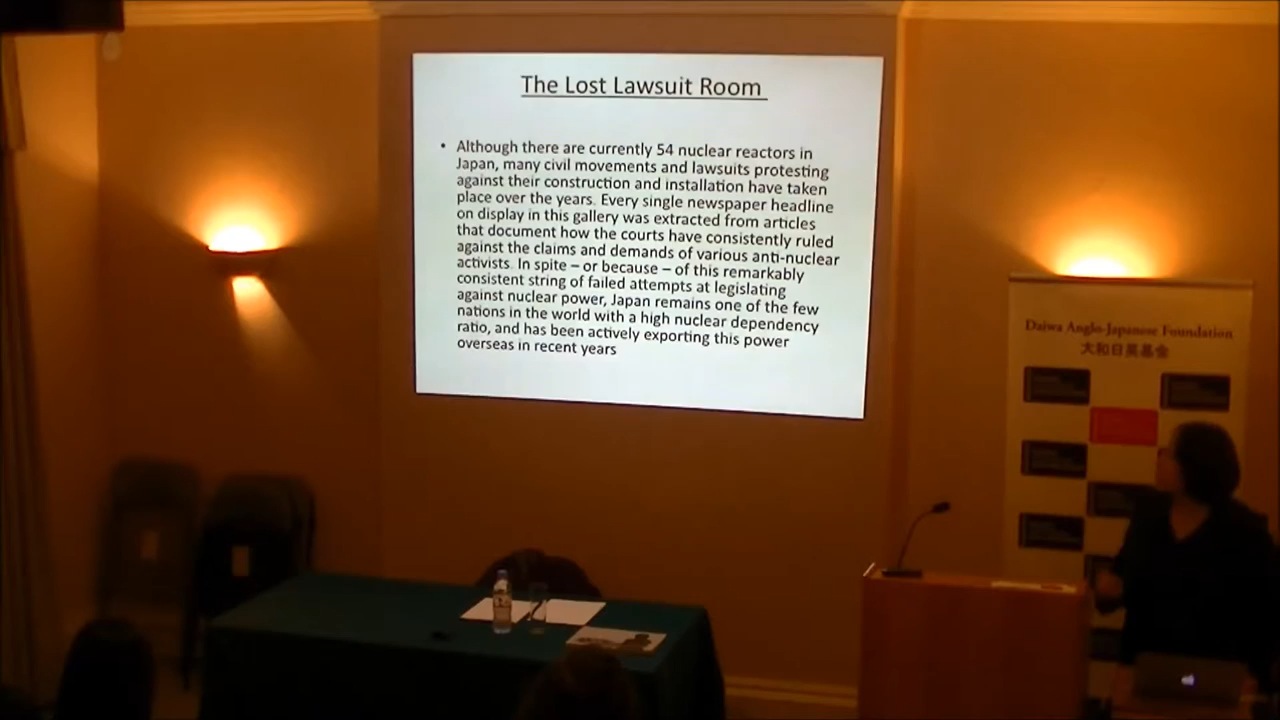 The Lost Lawsuit Room
• Although there are currently 54 nuclear reactors in
Japan, many civil movements and lawsuits protesting
against their construction and installation have taken
place over the years. Every single newspaper headline
on display in this gallery was extracted from articles
that document how the courts have consistently ruled
against the claims and demands of various anti-nuclear
activists. In spite – or because – of this remarkably
consistent string of failed attempts at legislating
against nuclear power, Japan remains one of the few
nations in the world with a high nuclear dependency
ratio, and has been actively exporting this power
overseas in recent years
Daiwa Anglo-Japanese Foundation
大和日英基金